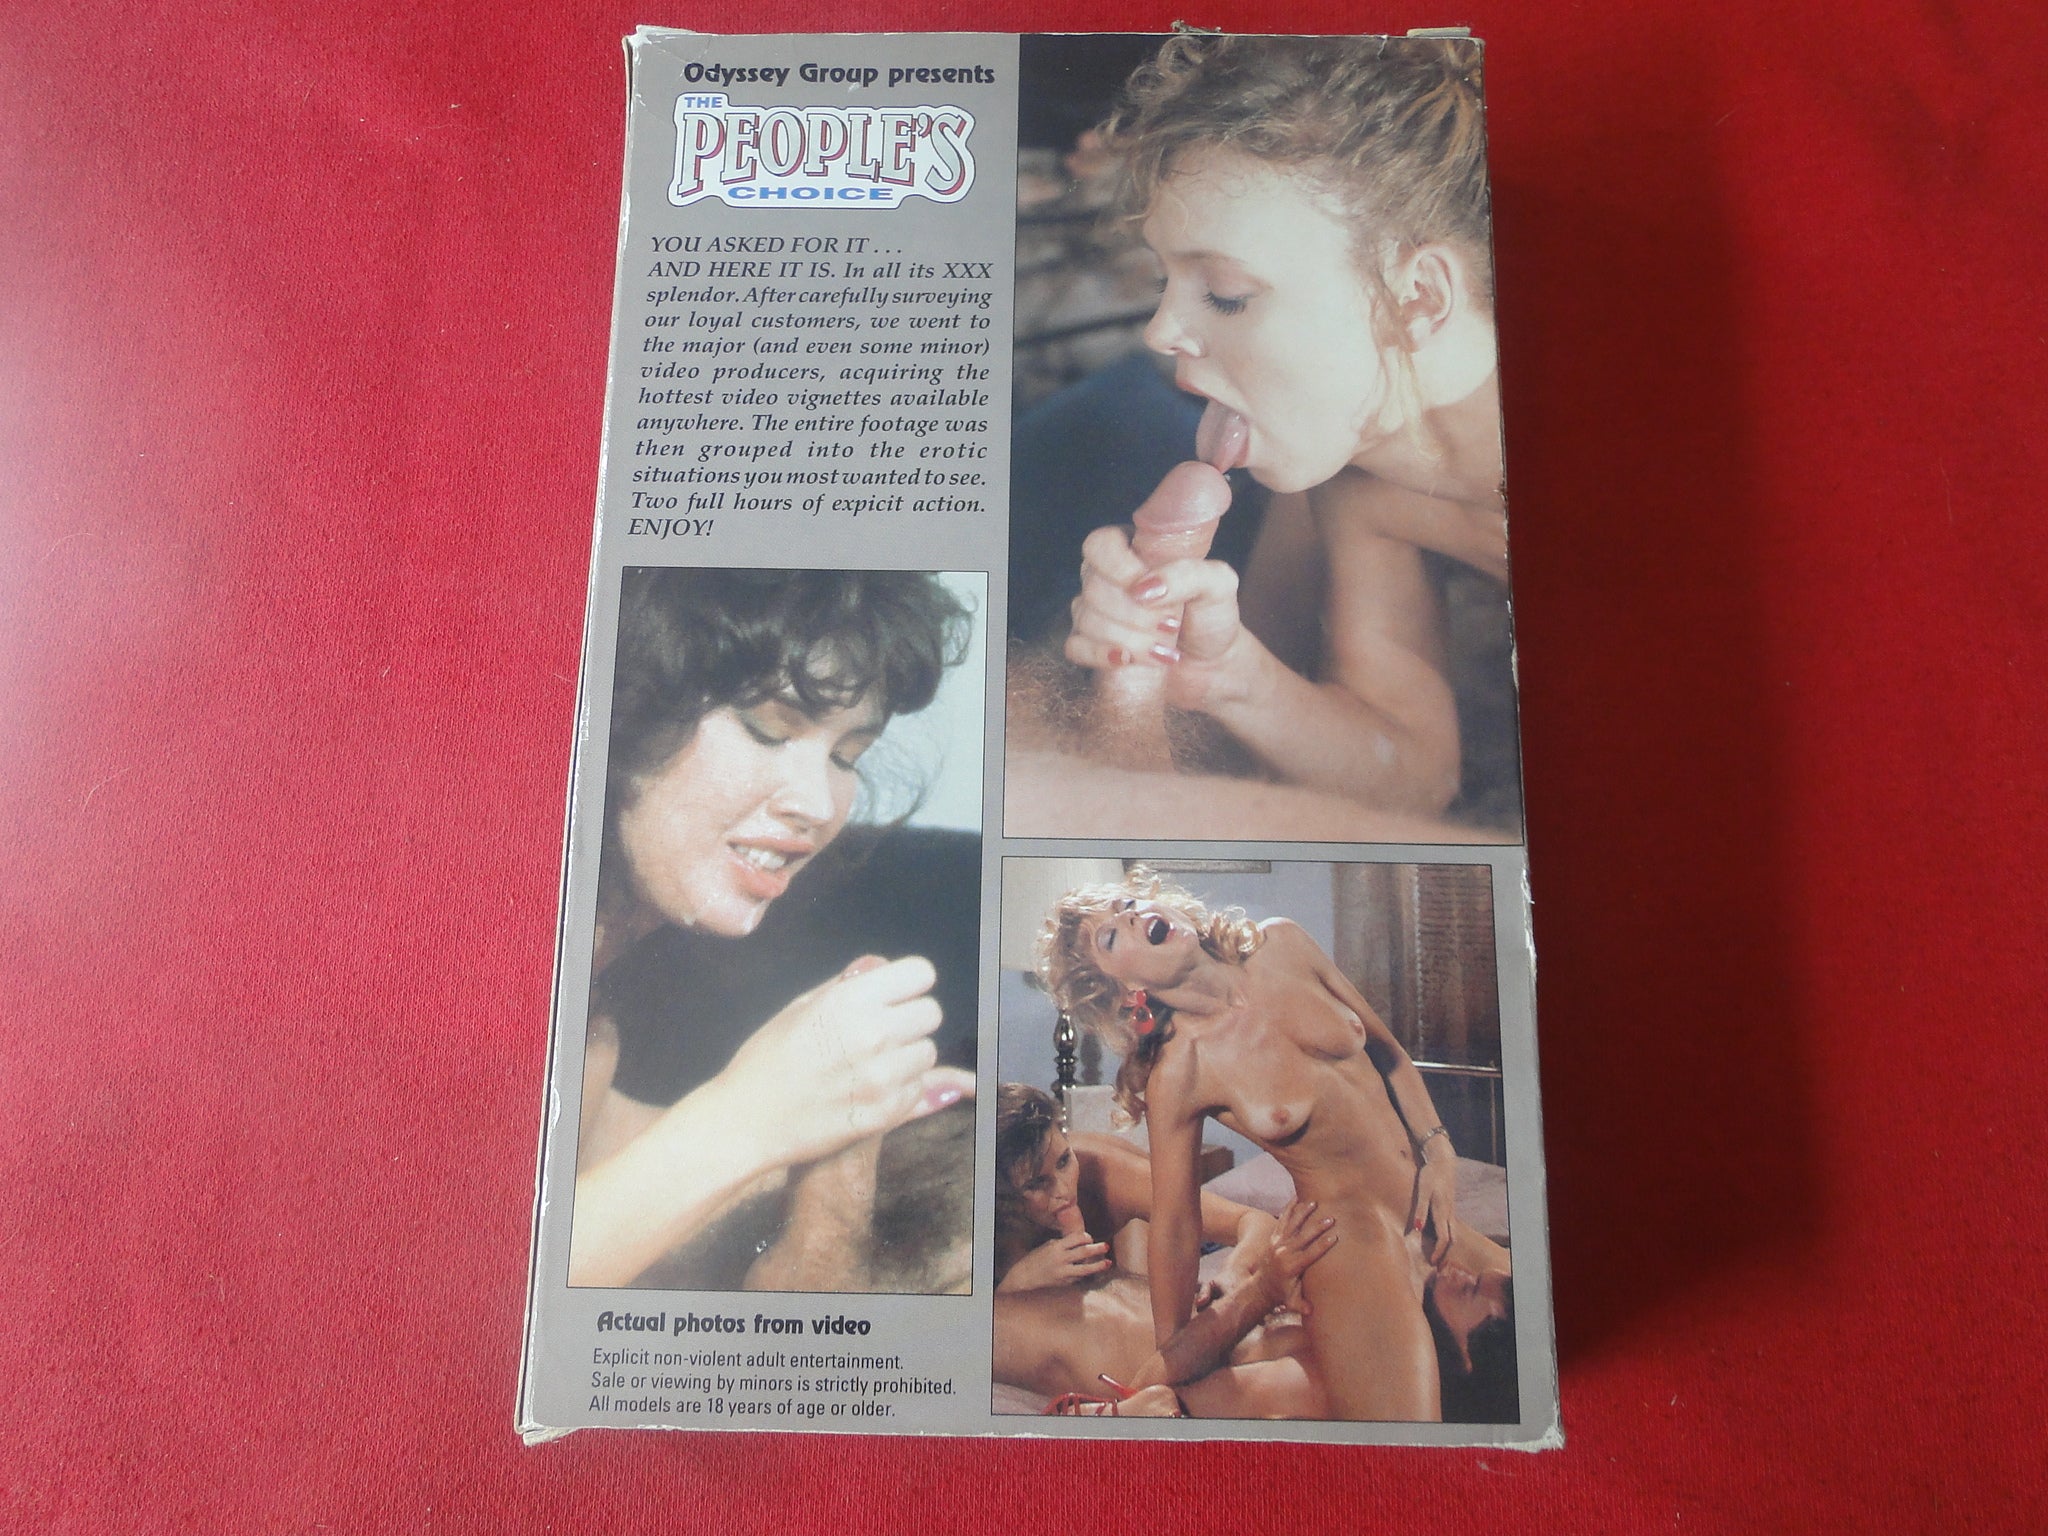 Odyssey Group presents
THE
PEOPLE'S
CHOICE
YOU ASKED FOR IT . . .
AND HERE IT IS. In all its XXX
splendor. After carefully surveying
our loyal customers, we went to
the major (and even some minor)
video producers, acquiring the
hottest video vignettes available
anywhere. The entire footage was
then grouped into the erotic
situations you most wanted to see.
Two full hours of expicit action.
ENJOY!
Actual photos from video
Explicit non-violent adult entertainment.
Sale or viewing by minors is strictly prohibited.
All models are 18 years of age or older.